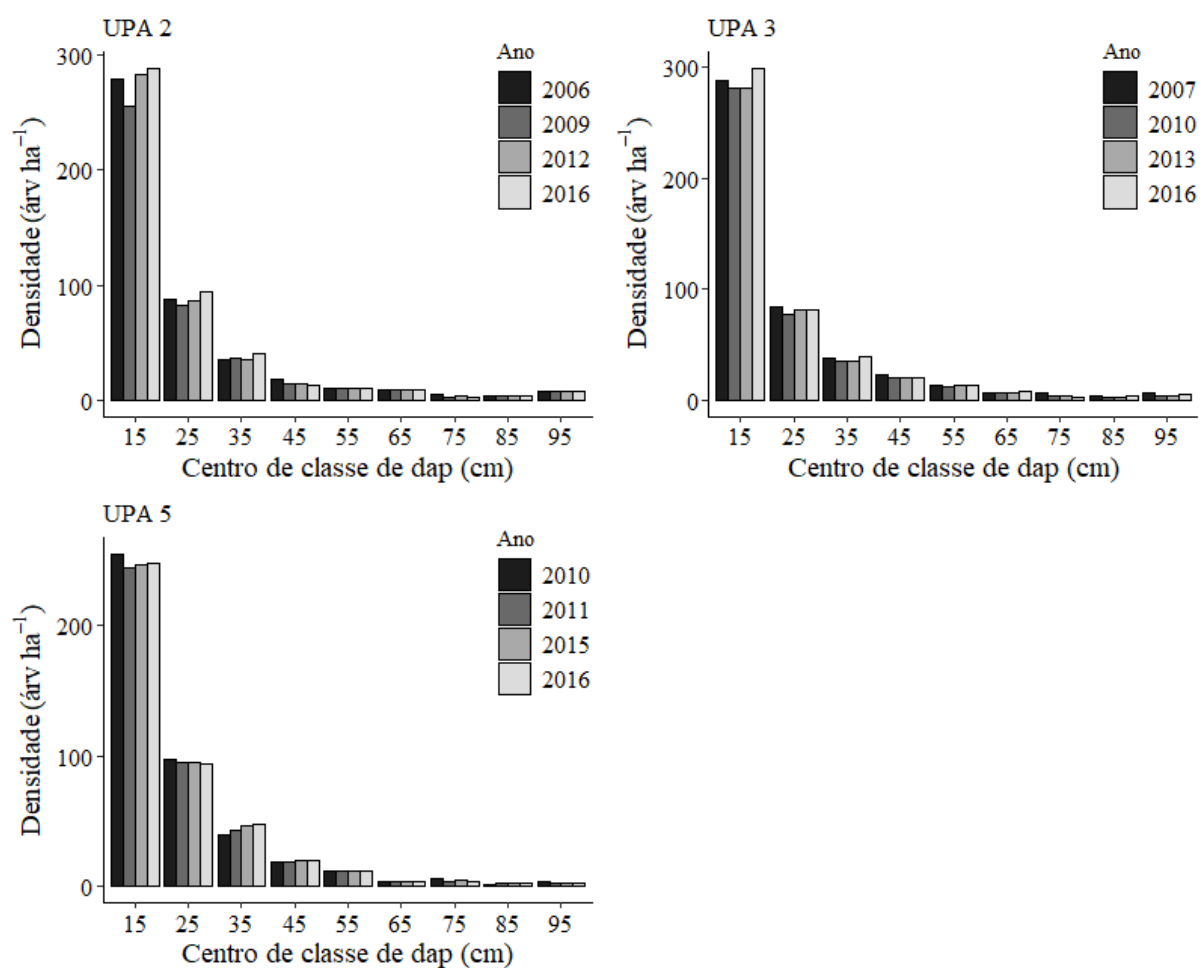 UPA 2
Densidade (árv ha⁻¹)
300
200
100
0
15 25 35 45 55 65 75 85 95
Centro de classe de dap (cm)
Ano
2006
2009
2012
2016
UPA 3
Densidade (árv ha⁻¹)
300
200
100
0
15 25 35 45 55 65 75 85 95
Centro de classe de dap (cm)
Ano
2007
2010
2013
2016
UPA 5
Densidade (árv ha⁻¹)
200
100
0
15 25 35 45 55 65 75 85 95
Centro de classe de dap (cm)
Ano
2010
2011
2015
2016